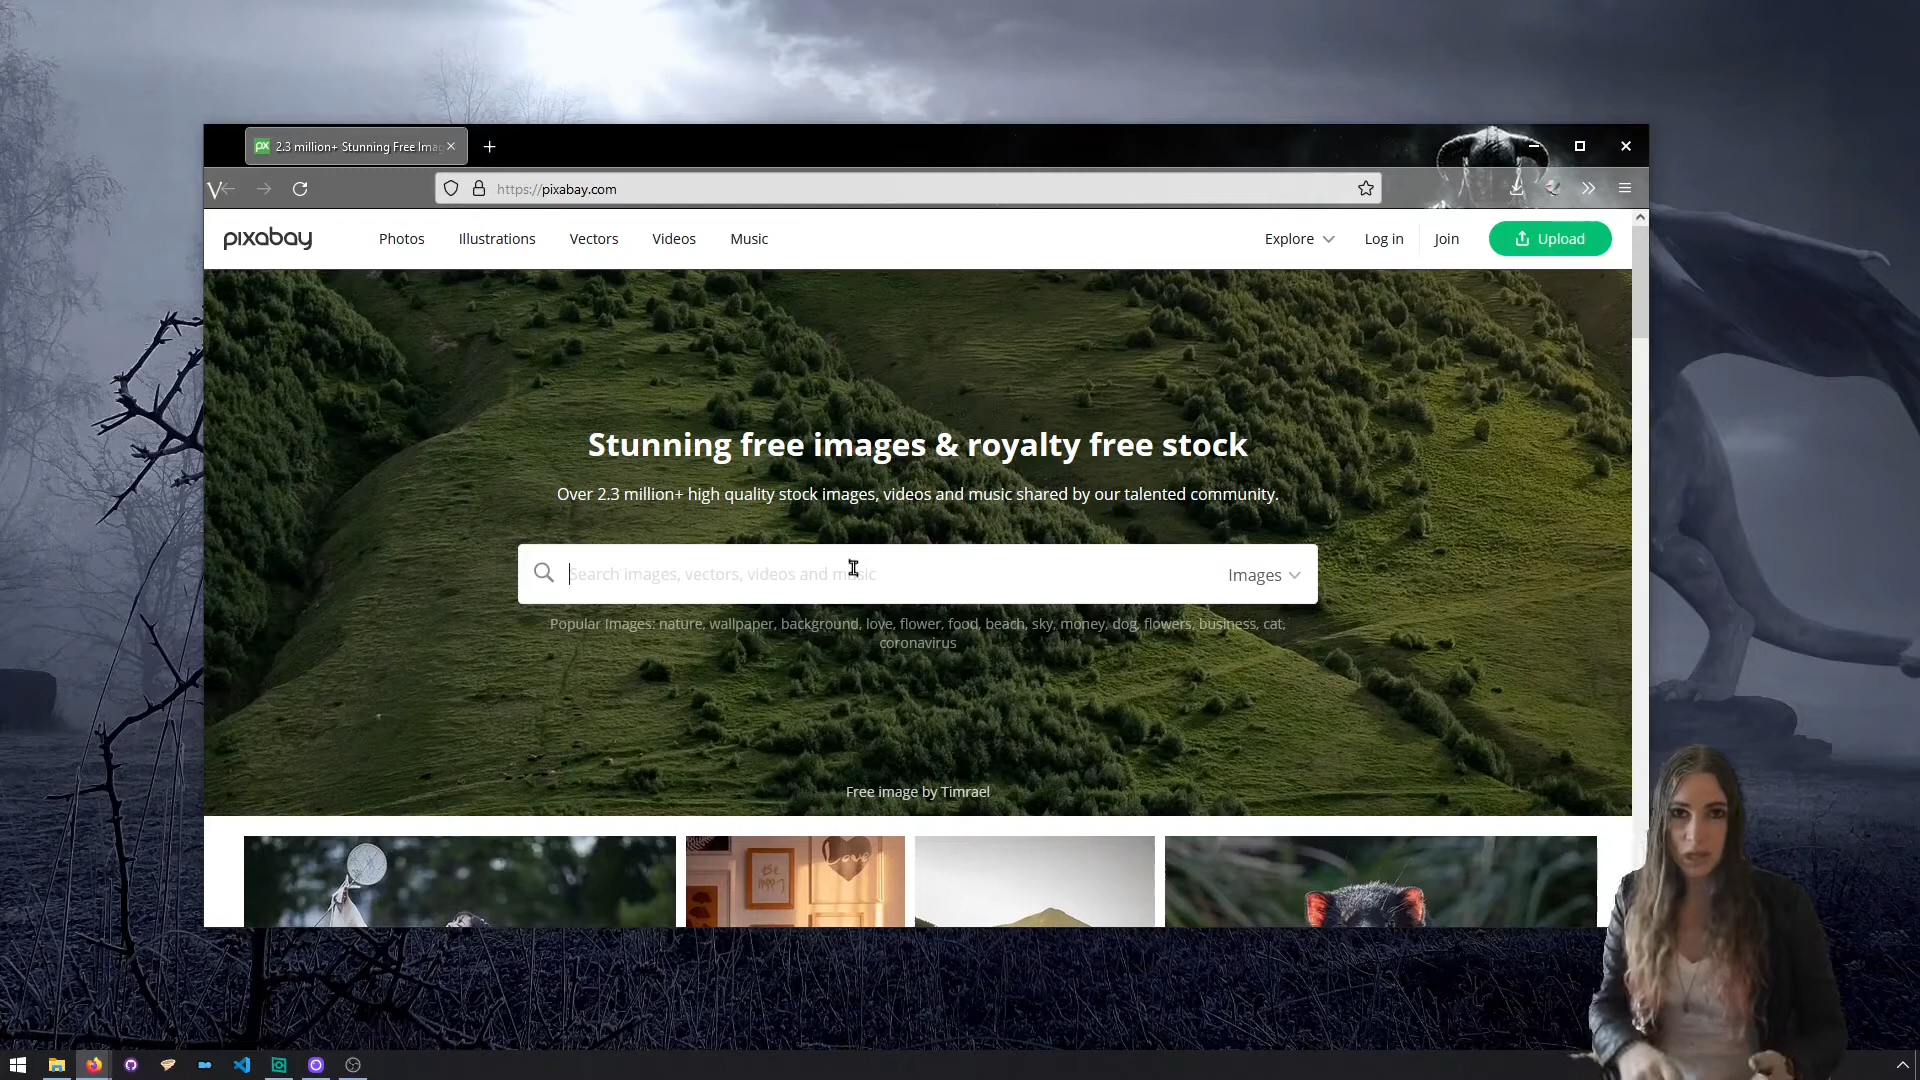 2.3 million+ Stunning Free Imag
https://pixabay.com
pixabay
Photos
Illustrations
Vectors
Videos
Music
Explore
Log in
Join
Upload
Stunning free images & royalty free stock
Over 2.3 million+ high quality stock images, videos and music shared by our talented community.
Search images, vectors, videos and music
Images
Popular Images: nature, wallpaper, background, love, flower, food, beach, sky, money, dog, flowers, business, cat,
coronavirus
Free image by Timrael
Love